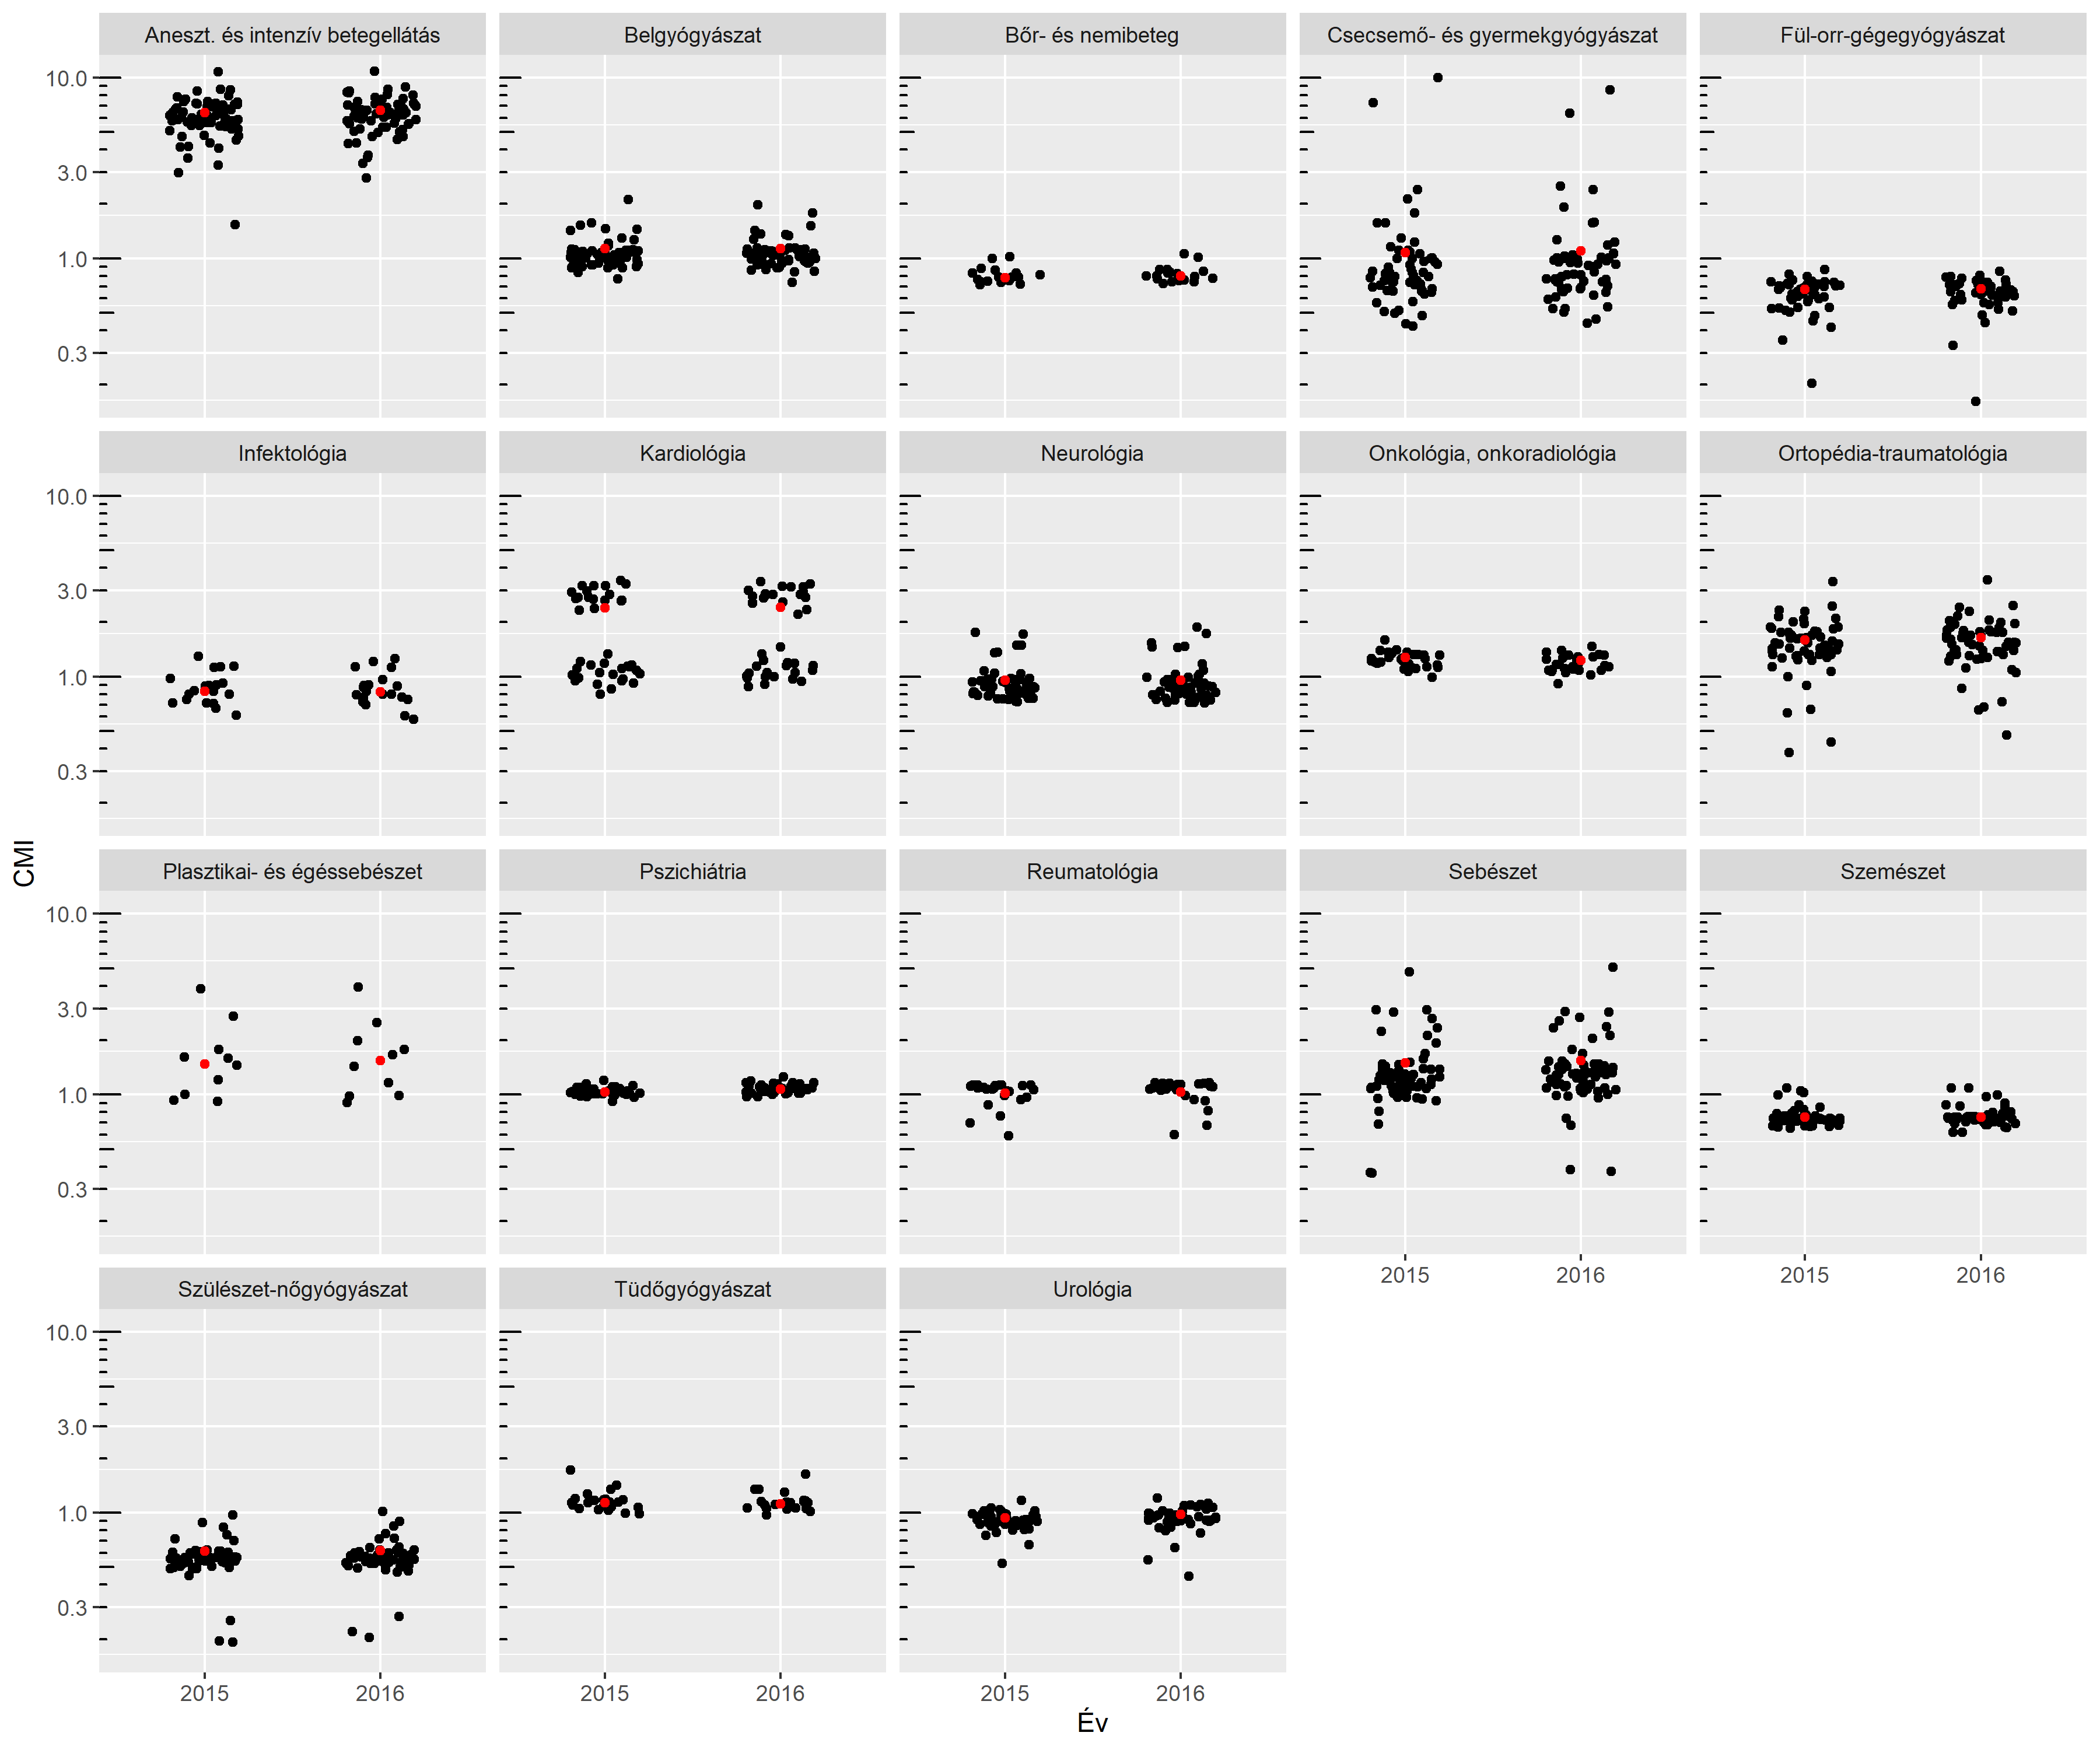 Aneszt. és intenzív betegellátás
Belgyógyászat
Bőr- és nemibeteg
Csecsemő- és gyermekgyógyászat
Fül-orr-gégegyógyászat
10.0
3.0
1.0
0.3
Infektológia
Kardiológia
Neurológia
Onkológia, onkoradiológia
Ortopédia-traumatológia
10.0
3.0
1.0
0.3
CMI
Plasztikai- és égéssebészet
Pszichiátria
Reumatológia
Sebészet
Szemészet
10.0
3.0
1.0
0.3
2015 2016
2015 2016
Szülészet-nőgyógyászat
Tüdőgyógyászat
Urológia
10.0
3.0
1.0
0.3
2015 2016
2015 2016
2015 2016
Év